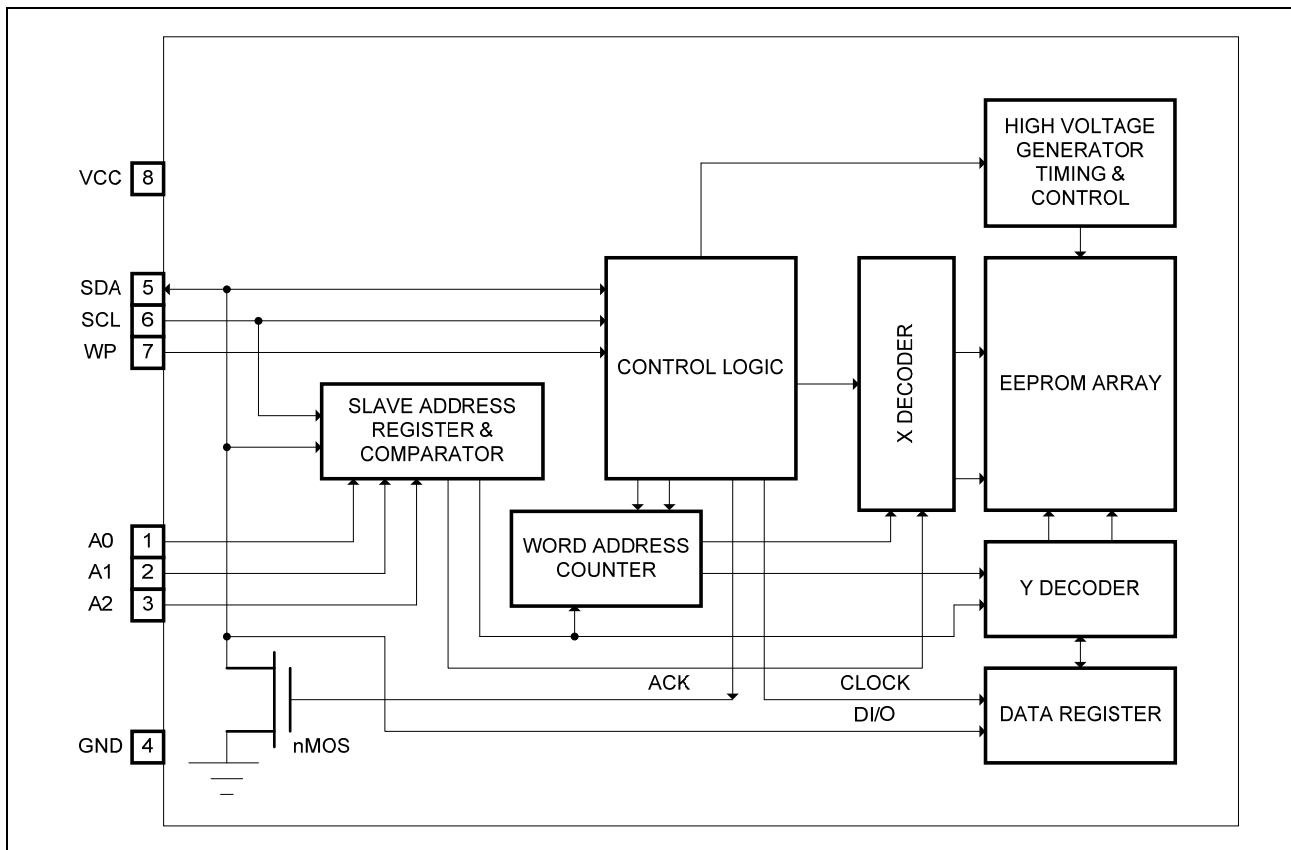 HIGH VOLTAGE
GENERATOR
TIMING &
CONTROL
VCC 8
SDA 5
SCL 6
WP 7
CONTROL LOGIC
X DECODER
EEPROM ARRAY
SLAVE ADDRESS
REGISTER &
COMPARATOR
A0 1
A1 2
A2 3
WORD ADDRESS
COUNTER
Y DECODER
ACK
CLOCK
DI/O
DATA REGISTER
GND 4
nMOS